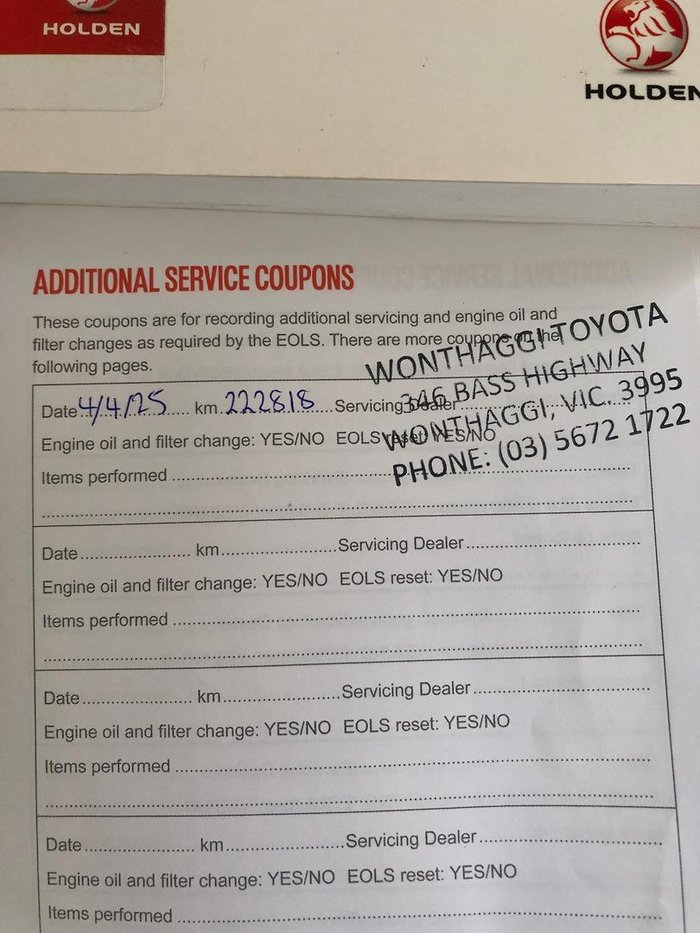 HOLDEN
HOLDEN
ADDITIONAL SERVICE COUPONS
These coupons are for recording additional servicing and engine oil and
filter changes as required by the EOLS. There are more coupons on the
following pages.
WONTHAGGI TOYOTA
346 BASS HIGHWAY
WONTHAGGI, VIC. 3995
PHONE: (03) 5672 1722
Date 4/4/25 km 222818 Servicing Dealer
Engine oil and filter change: YES/NO EOLS reset: YES/NO
Items performed
Date km Servicing Dealer
Engine oil and filter change: YES/NO EOLS reset: YES/NO
Items performed
Date km Servicing Dealer
Engine oil and filter change: YES/NO EOLS reset: YES/NO
Items performed
Date km Servicing Dealer
Engine oil and filter change: YES/NO EOLS reset: YES/NO
Items performed